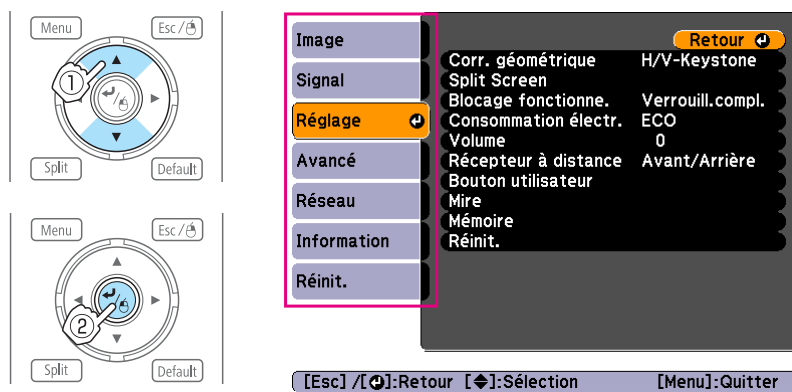 Menu
Esc/
1
Split
Default
Menu
Esc/
2
Split
Default
Image
Signal
Réglage
Avancé
Réseau
Information
Réinit.
Retour
Corr. géométrique H/V-Keystone
Split Screen
Blocage fonctionne. Verrouill.compl.
Consommation électr. ECO
Volume 0
Récepteur à distance Avant/Arrière
Bouton utilisateur
Mire
Mémoire
Réinit.
[Esc] /[⏎]:Retour [◆]:Sélection [Menu]:Quitter